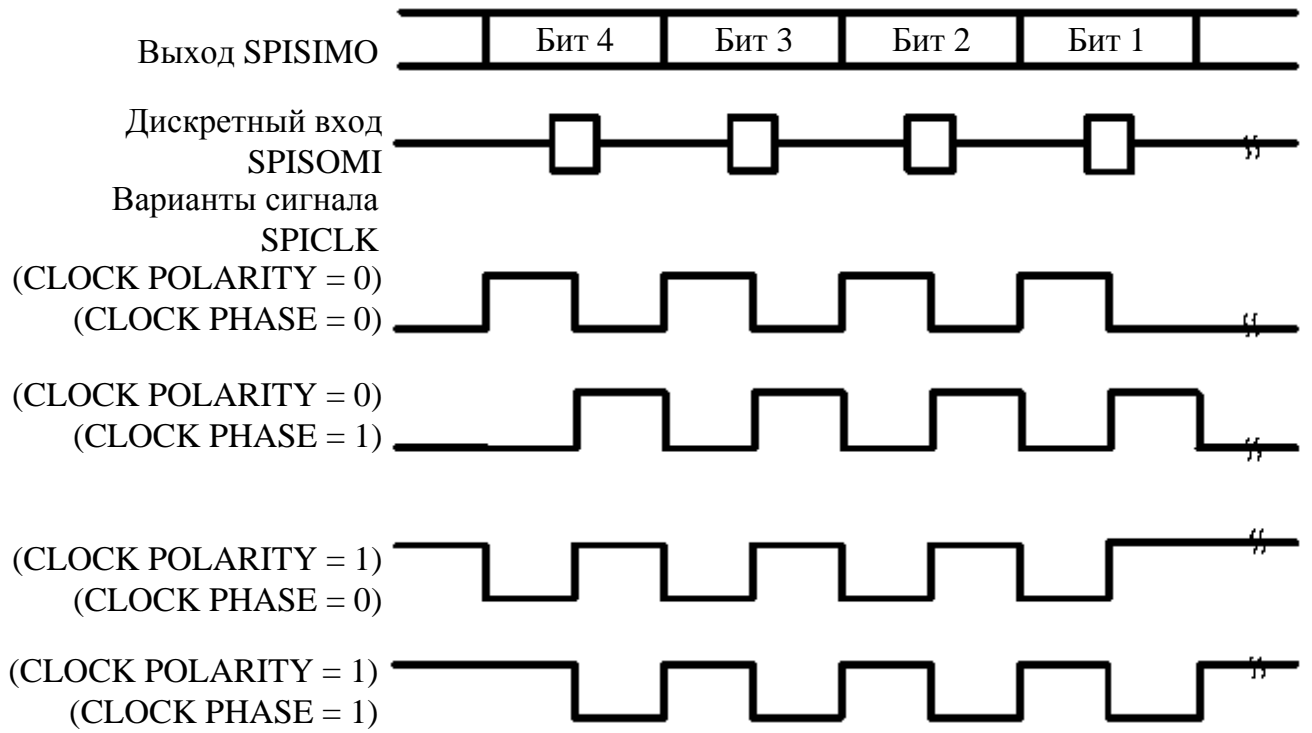 Выход SPISIMO
Бит 4
Бит 3
Бит 2
Бит 1
Дискретный вход
SPISOMI
Варианты сигнала
SPICLK
(CLOCK POLARITY = 0)
(CLOCK PHASE = 0)
(CLOCK POLARITY = 0)
(CLOCK PHASE = 1)
(CLOCK POLARITY = 1)
(CLOCK PHASE = 0)
(CLOCK POLARITY = 1)
(CLOCK PHASE = 1)